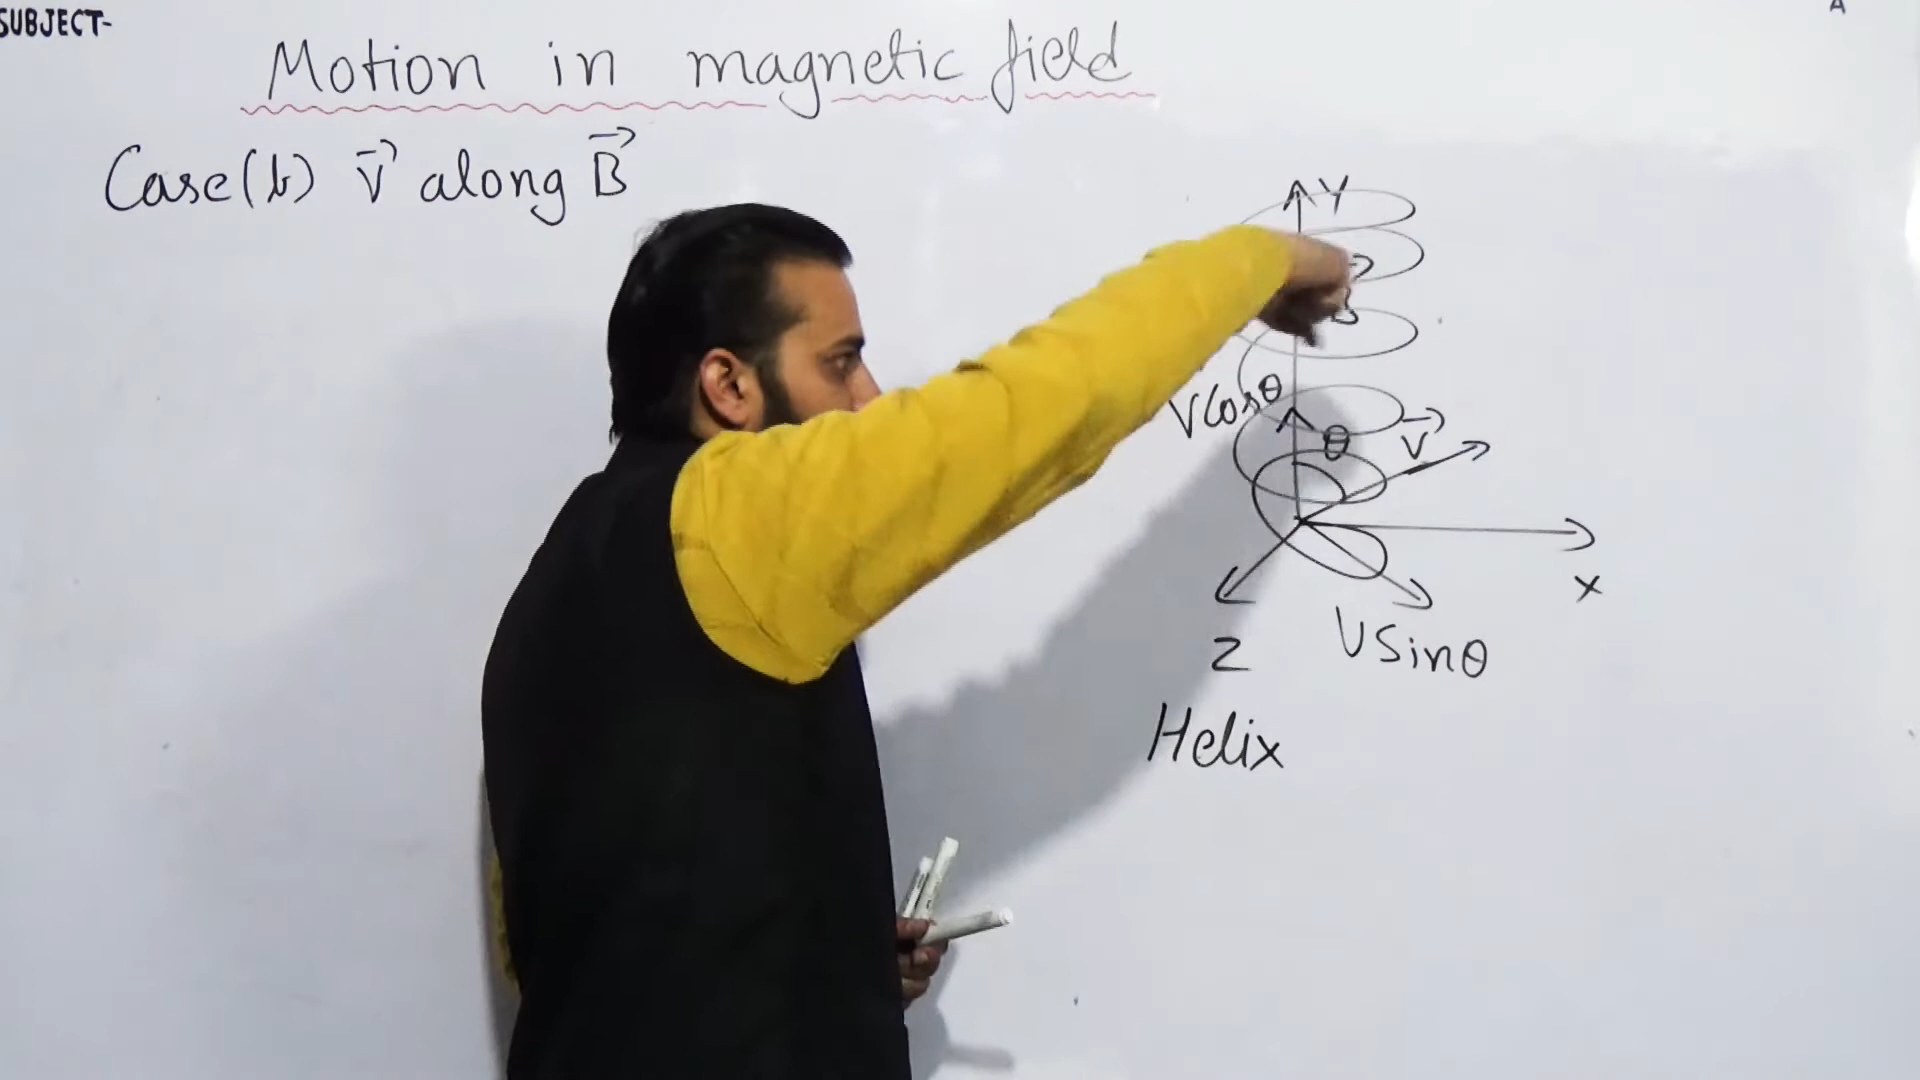 SUBJECT-
A
Motion in magnetic field
Case (b) V⃗ along B⃗
Y
VCosθ
θ
V⃗
X
Z
VSinθ
Helix